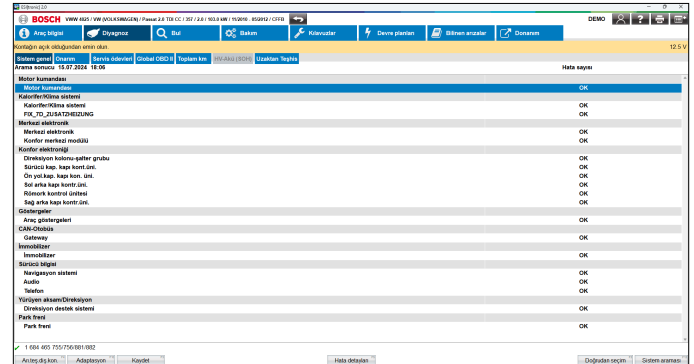 ES[tronic] 2.0
BOSCH VWW 4025 / VW (VOLKSWAGEN) / Passat 2.0 TDI CC / 357 / 2.0 / 103.0 kW / 11/2010 - 05/2012 / CFFB DEMO
Araç bilgisi Diyagnoz Bul Bakım Kılavuzlar Devre planları Bilinen arızalar Donanım
Kontağın açık olduğundan emin olun. 12.5 V
Sistem genel Onarım Servis ödevleri Global OBD II Toplam km HV-Akü (SOH) Uzaktan Teşhis
Arama sonucu 15.07.2024 18:06 Hata sayısı
Motor kumandası
Motor kumandası OK
Kalorifer/Klima sistemi
Kalorifer/Klima sistemi OK
FIX_7D_ZUSATZHEIZUNG OK
Merkezi elektronik
Merkezi elektronik OK
Konfor merkezi modülü OK
Konfor elektroniği
Direksiyon kolonu-şalter grubu OK
Sürücü kap. kapı kont.üni. OK
Ön yol.kap. kapı kon. üni. OK
Sol arka kapı kontr.üni. OK
Römork kontrol ünitesi OK
Sağ arka kapı kontr.üni. OK
Göstergeler
Araç göstergeleri OK
CAN-Otobüs
Gateway OK
İmmobilizer
İmmobilizer OK
Sürücü bilgisi
Navigasyon sistemi OK
Audio OK
Telefon OK
Yürüyen aksam/Direksiyon
Direksiyon destek sistemi OK
Park freni
Park freni OK
1 684 465 755/756/881/882
An.teş.dış.kon. Adaptasyon Kaydet Hata detayları Doğrudan seçim Sistem araması